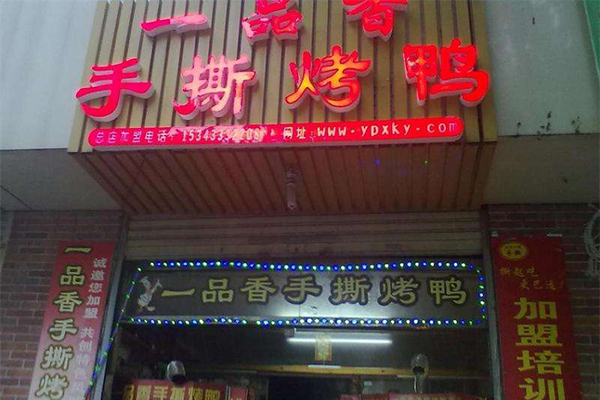 一品香
手撕烤鸭
总店加盟电话: 网址:www.ypxky.com
一品香手撕烤鸭
一品香手撕烤
诚邀您加盟 共创
加盟培训